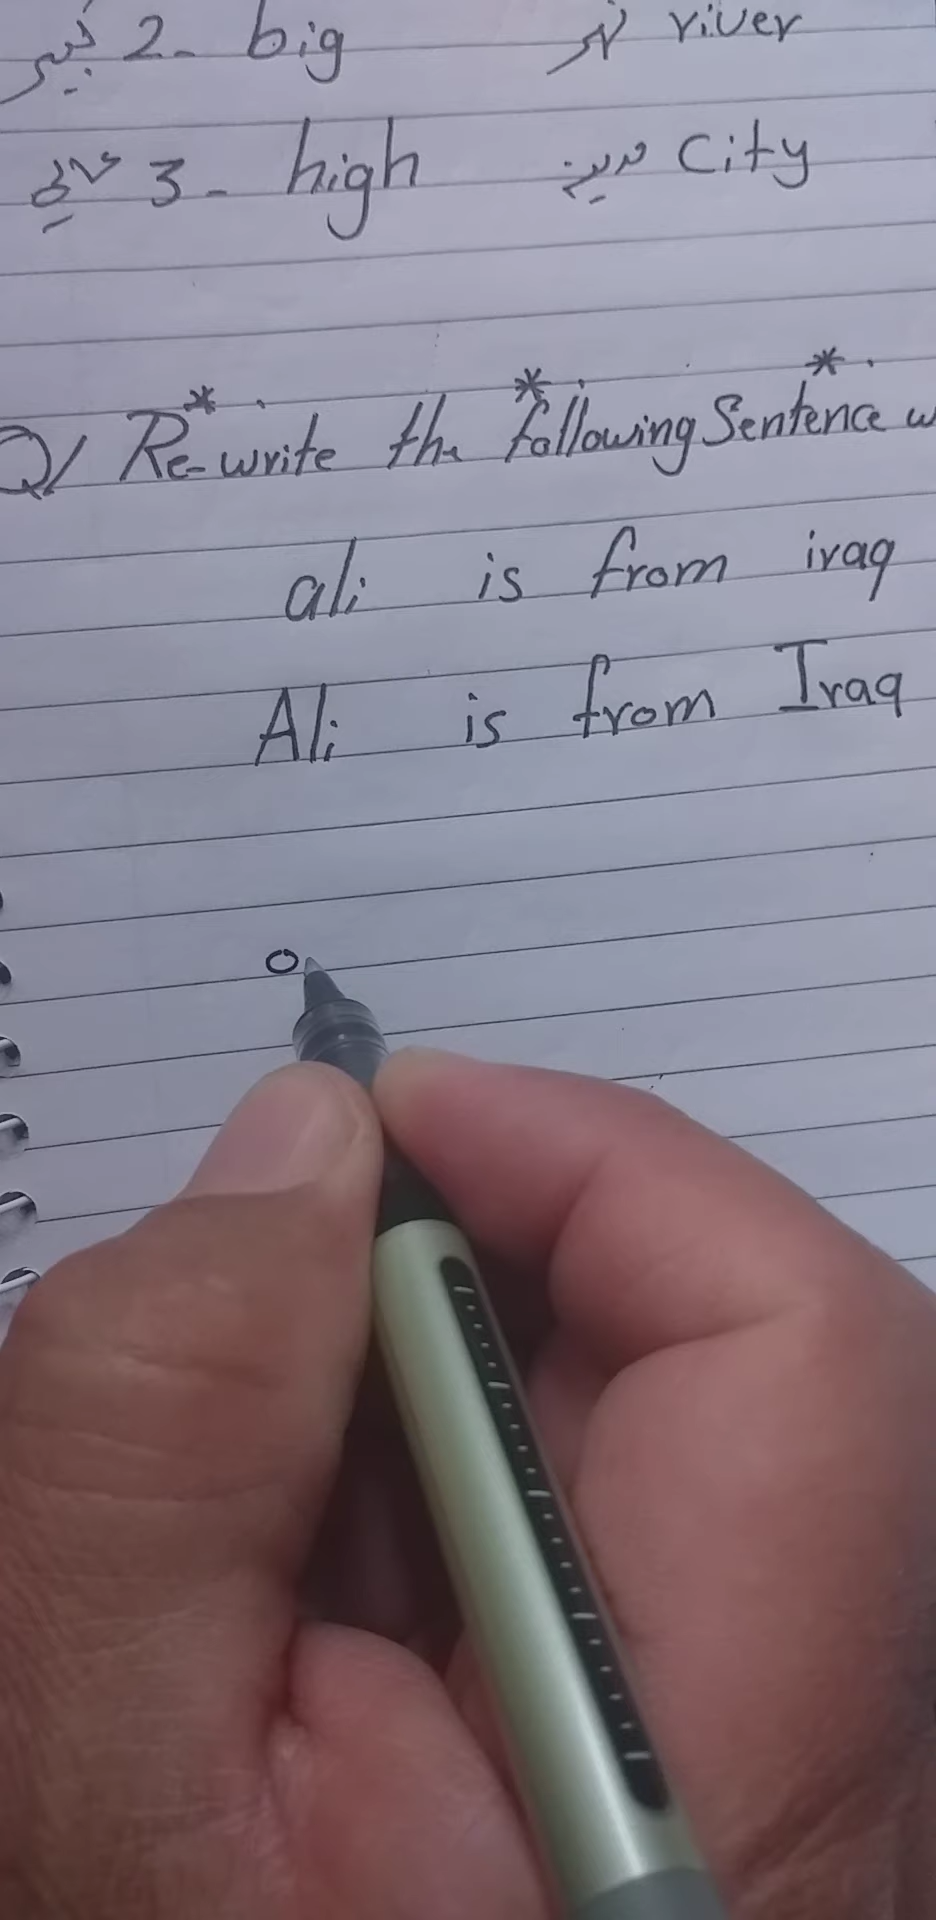 كبير 2- big نهر river
عالي 3- high مدينة city
Q/ Re-write the following Sentence w
ali is from iraq
Ali is from Iraq
o